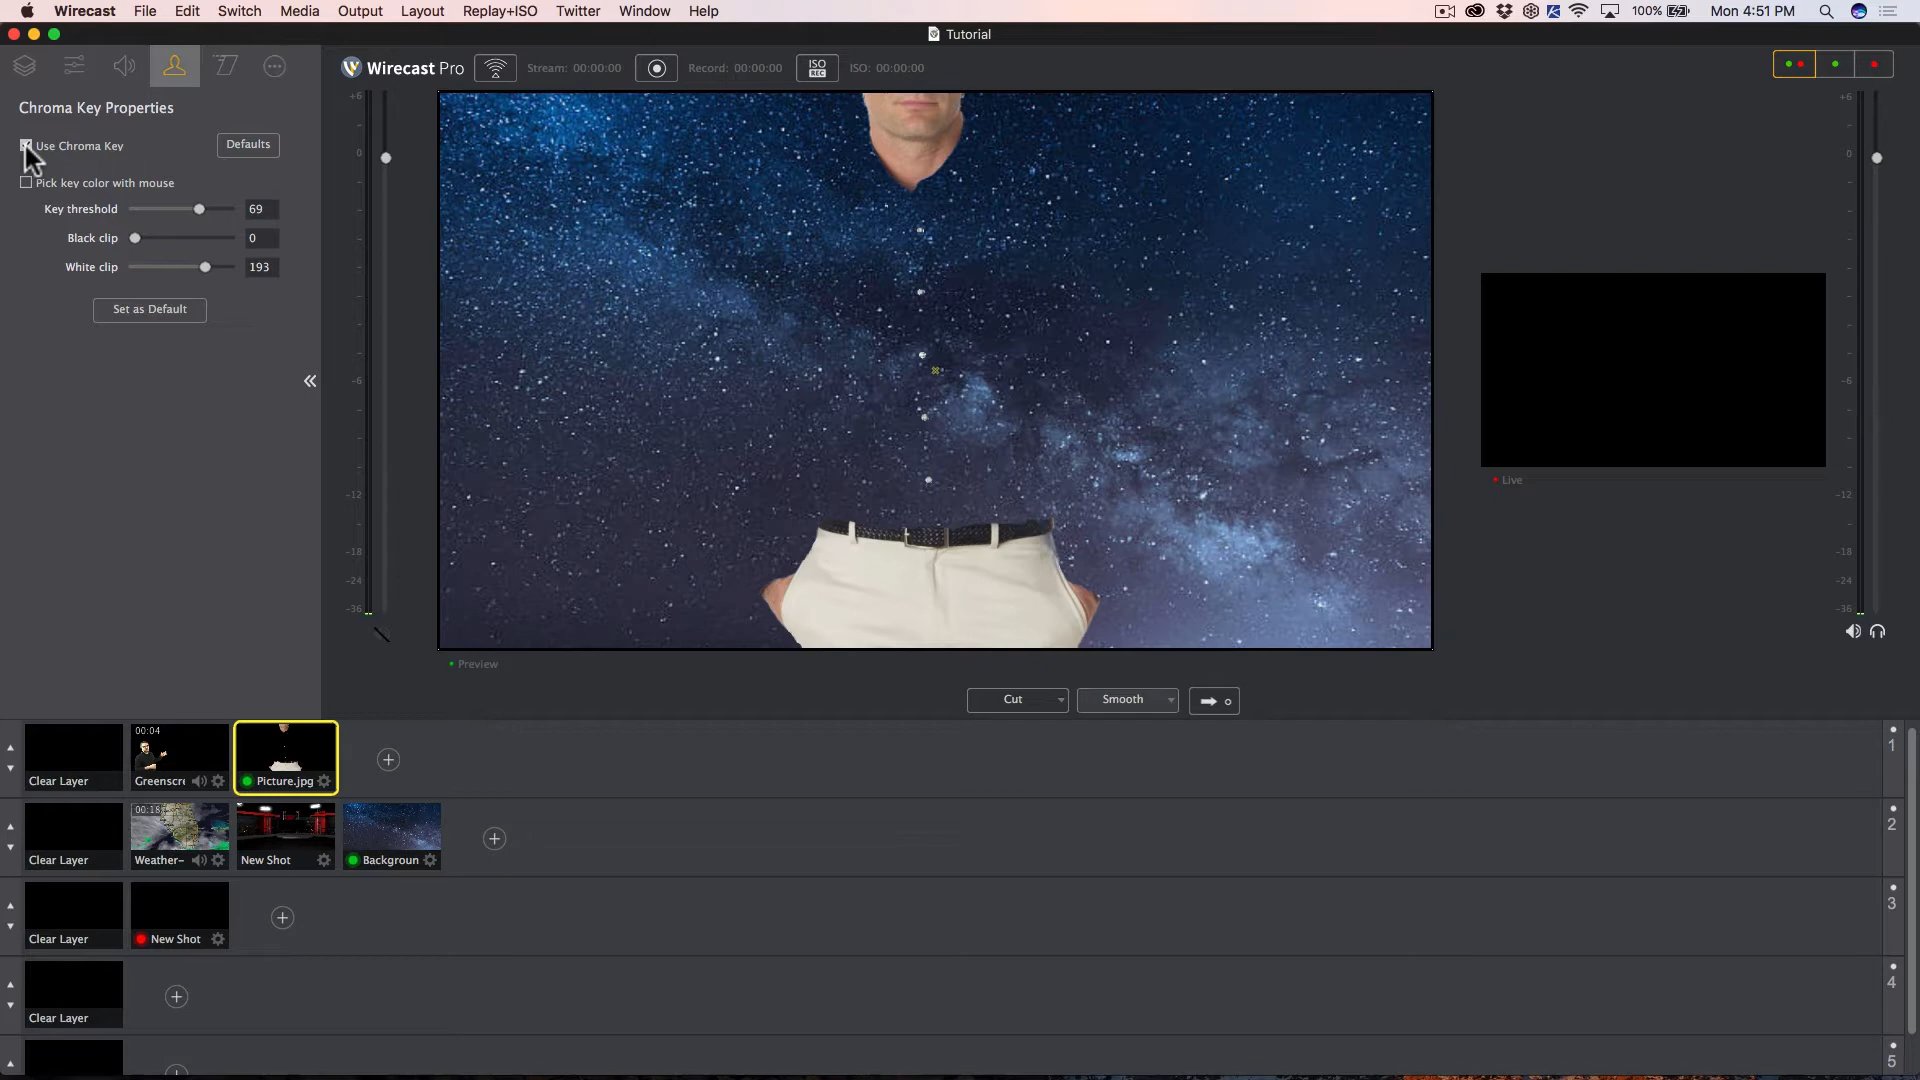 Wirecast File Edit Switch Media Output Layout Replay+ISO Twitter Window Help 100% Mon 4:51 PM
Tutorial
Wirecast Pro Stream: 00:00:00 Record: 00:00:00 ISO REC ISO: 00:00:00
Chroma Key Properties
Use Chroma Key Defaults
Pick key color with mouse
Key threshold 69
Black clip 0
White clip 193
Set as Default
+6
0
-6
-12
-18
-24
-36
+6
0
-6
-12
-18
-24
-36
Live
Preview
Cut Smooth
00:04
Clear Layer Greenscre Picture.jpg 1
00:18
Clear Layer Weather- New Shot Backgroun 2
Clear Layer New Shot 3
Clear Layer 4
5